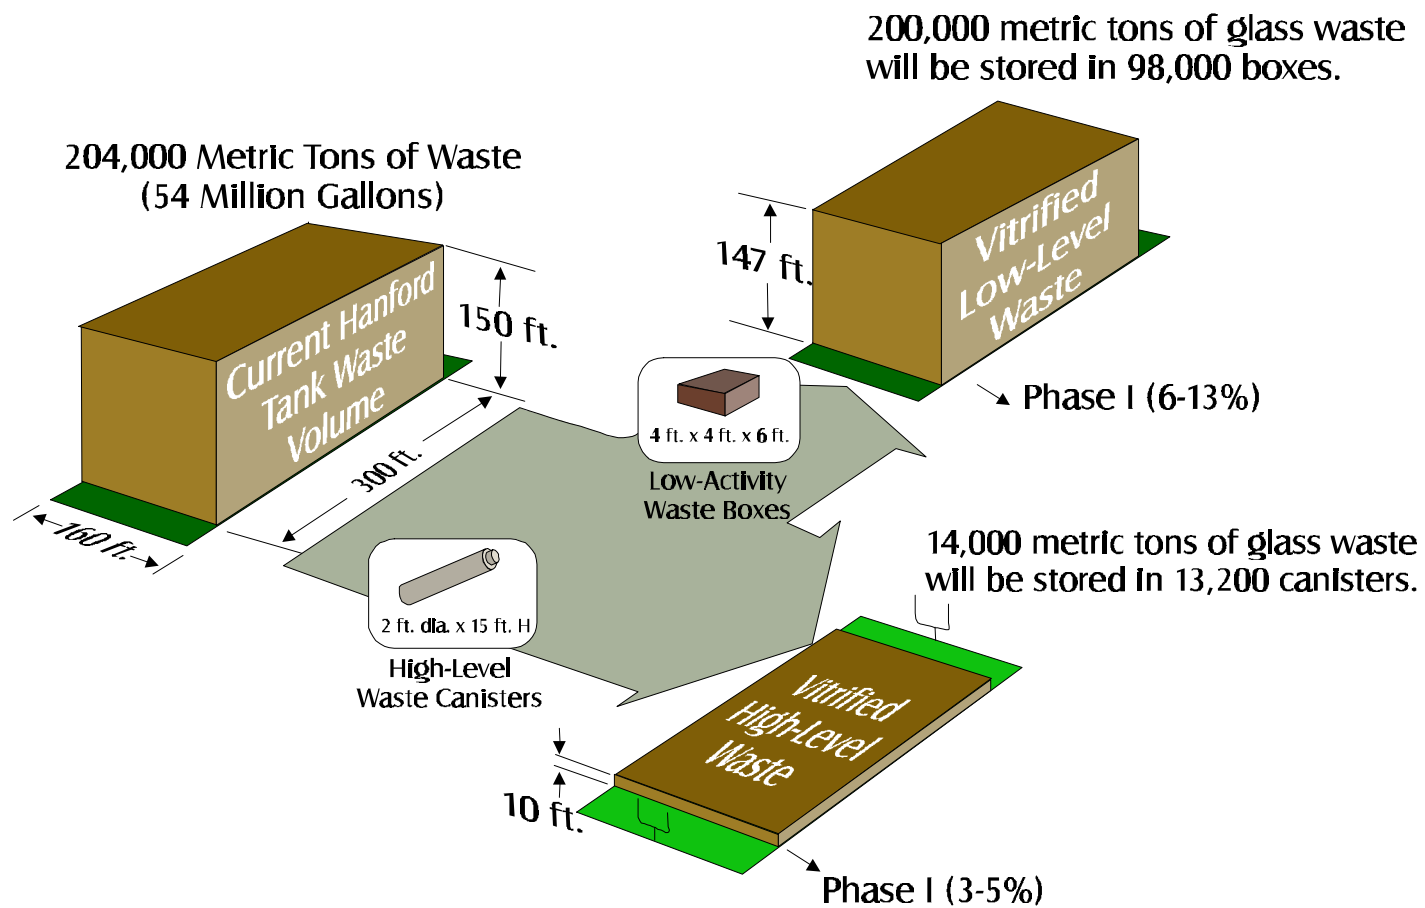 200,000 metric tons of glass waste
will be stored in 98,000 boxes.
204,000 Metric Tons of Waste
(54 Million Gallons)
Current Hanford
Tank Waste
Volume
150 ft.
300 ft.
160 ft.
147 ft.
Vitrified
Low-Level
Waste
Phase I (6-13%)
4 ft. x 4 ft. x 6 ft.
Low-Activity
Waste Boxes
2 ft. dia. x 15 ft. H
High-Level
Waste Canisters
14,000 metric tons of glass waste
will be stored in 13,200 canisters.
Vitrified
High-Level
Waste
10 ft.
Phase I (3-5%)